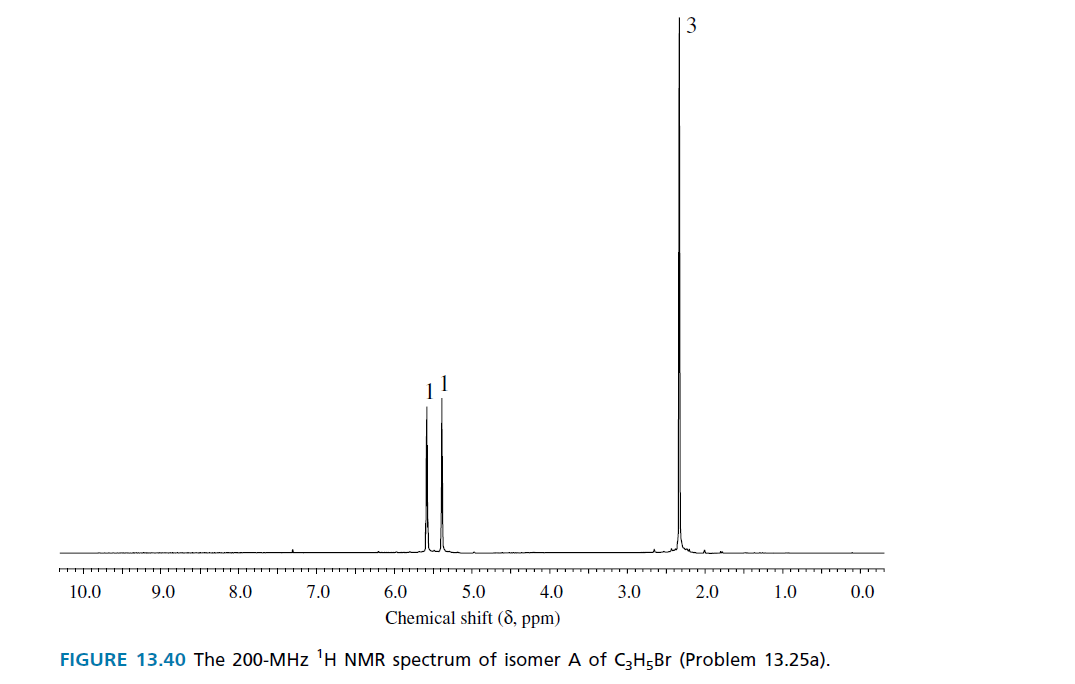 3
1 1
10.0 9.0 8.0 7.0 6.0 5.0 4.0 3.0 2.0 1.0 0.0
Chemical shift (δ, ppm)
FIGURE 13.40 The 200-MHz ¹H NMR spectrum of isomer A of C₃H₅Br (Problem 13.25a).